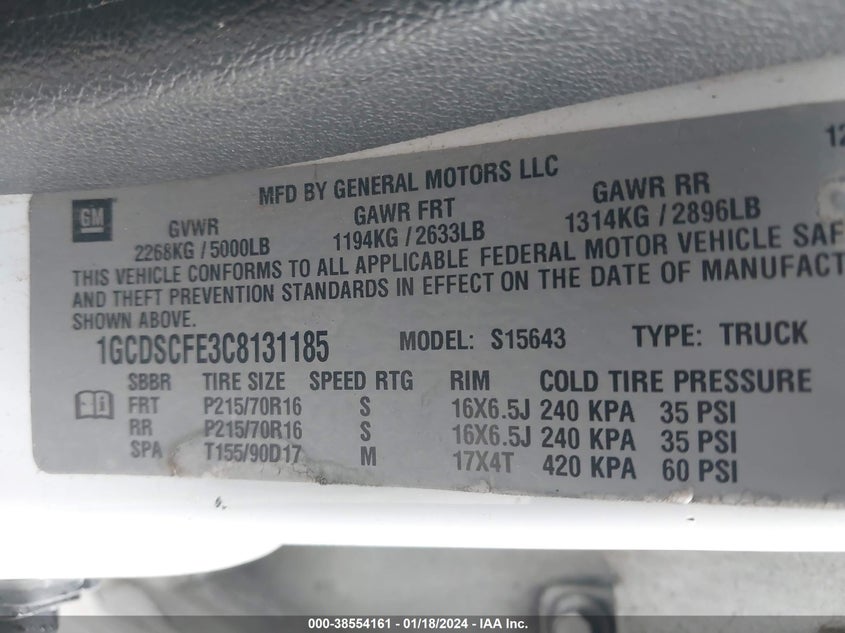 12
MFD BY GENERAL MOTORS LLC
GM
GVWR GAWR FRT GAWR RR
2268KG / 5000LB 1194KG / 2633LB 1314KG / 2896LB
THIS VEHICLE CONFORMS TO ALL APPLICABLE FEDERAL MOTOR VEHICLE SAF
AND THEFT PREVENTION STANDARDS IN EFFECT ON THE DATE OF MANUFACT
SHOWN ABOVE.
1GCDSCFE3C8131185 MODEL: S15643 TYPE: TRUCK
SBBR TIRE SIZE SPEED RTG RIM COLD TIRE PRESSURE
FRT P215/70R16 S 16X6.5J 240 KPA 35 PSI
RR P215/70R16 S 16X6.5J 240 KPA 35 PSI
SPA T155/90D17 M 17X4T 420 KPA 60 PSI
000-38554161 - 01/18/2024 - IAA Inc.